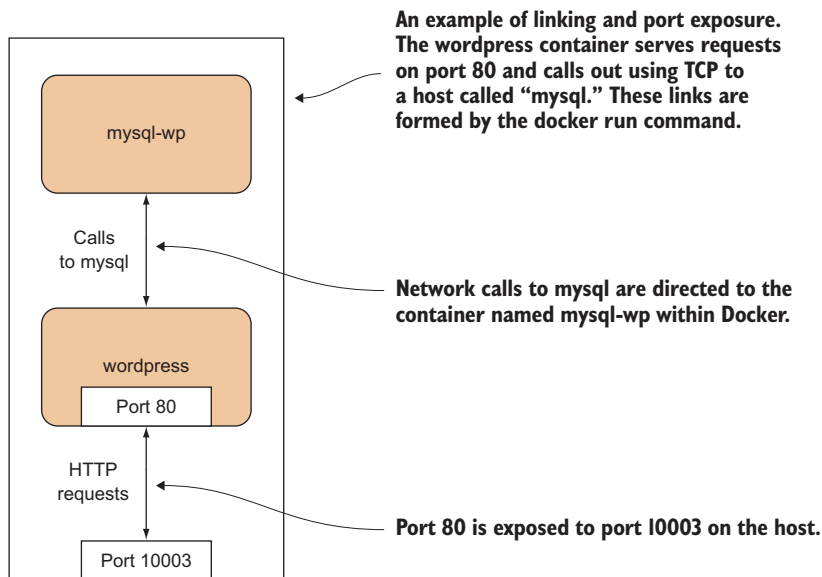 An example of linking and port exposure.
The wordpress container serves requests
on port 80 and calls out using TCP to
a host called “mysql.” These links are
formed by the docker run command.
mysql-wp
Calls
to mysql
Network calls to mysql are directed to the
container named mysql-wp within Docker.
wordpress
Port 80
HTTP
requests
Port 80 is exposed to port 10003 on the host.
Port 10003